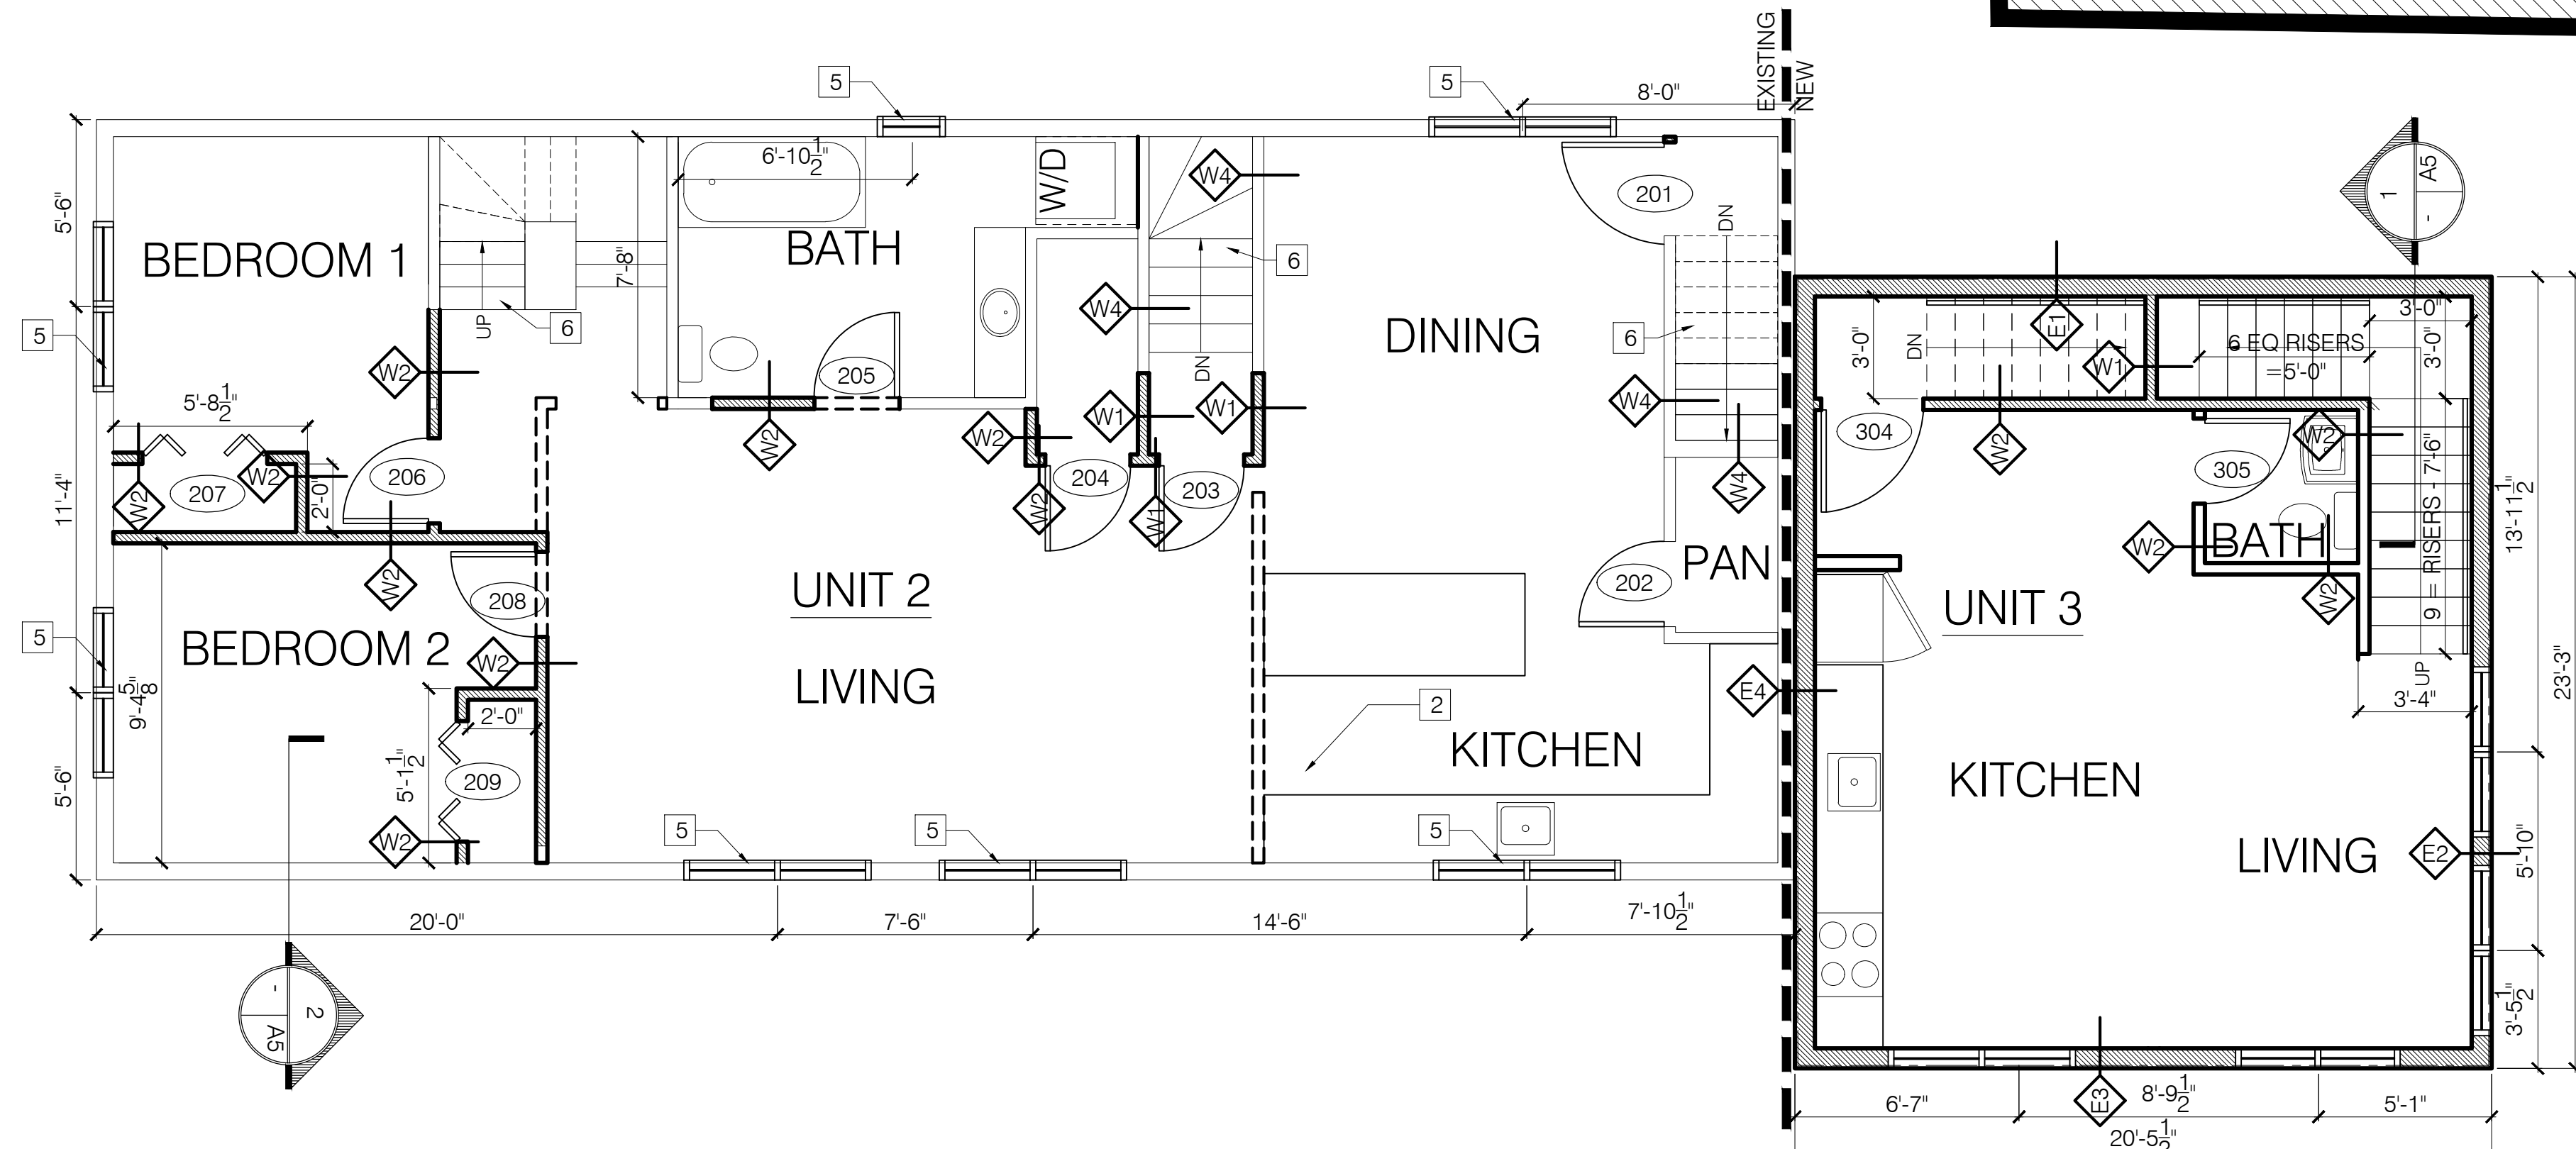 EXISTING
NEW
5
5
8'-0"
6'-10 1/2"
W/D
W4
201
DN
1
A5
-
5'-6"
BEDROOM 1
7'-8"
BATH
6
6
UP
W4
DINING
6
DN
E1
3'-0"
DN
W1
6 EQ RISERS
=5'-0"
3'-0"
3'-0"
5
W2
205
W4
5'-8 1/2"
W2
W2
W1
W1
304
W2
W2
305
11'-4"
207
W2
W2
2'-0"
206
W2
204
W1
203
W4
9 = RISERS - 7'-6"
13'-11 1/2"
23'-3"
W2
208
UNIT 2
202
PAN
W2
BATH
W2
UNIT 3
5
BEDROOM 2
W2
9'-4 5/8"
LIVING
E4
UP
3'-4"
2'-0"
2
KITCHEN
KITCHEN
5'-6"
5'-1 1/2"
209
W2
5
5
5
LIVING
E2
5'-10"
20'-0"
7'-6"
14'-6"
7'-10 1/2"
3'-5 1/2"
-
2
A5
6'-7"
E3
8'-9 1/2"
5'-1"
20'-5 1/2"